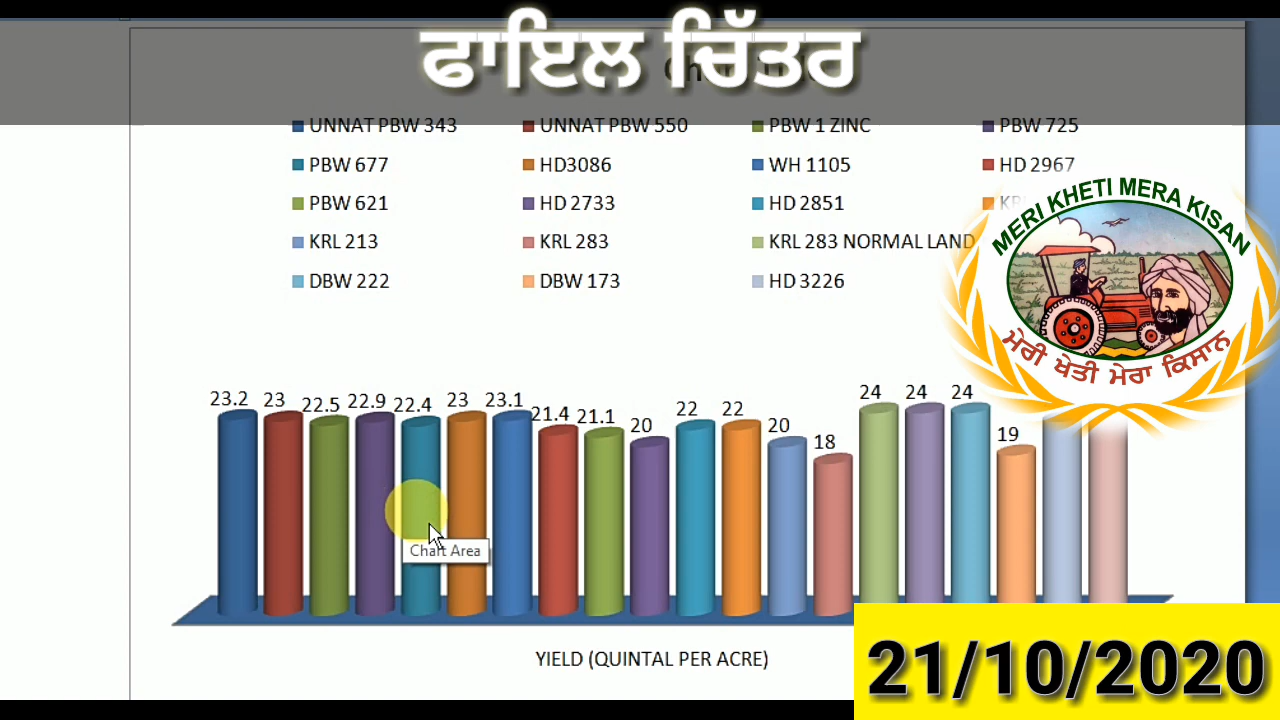 ਫਾਇਲ ਚਿੱਤਰ
UNNAT PBW 343 UNNAT PBW 550 PBW 1 ZINC PBW 725
PBW 677 HD3086 WH 1105 HD 2967
PBW 621 HD 2733 HD 2851
KRL 213 KRL 283 KRL 283 NORMAL LAND
DBW 222 DBW 173 HD 3226
MERI KHETI MERA KISAN
ਮੇਰੀ ਖੇਤੀ ਮੇਰਾ ਕਿਸਾਨ
23.2 23 22.5 22.9 22.4 23 23.1 21.4 21.1 20 22 22 20 18 24 24 24 19
Chart Area
YIELD (QUINTAL PER ACRE)
21/10/2020